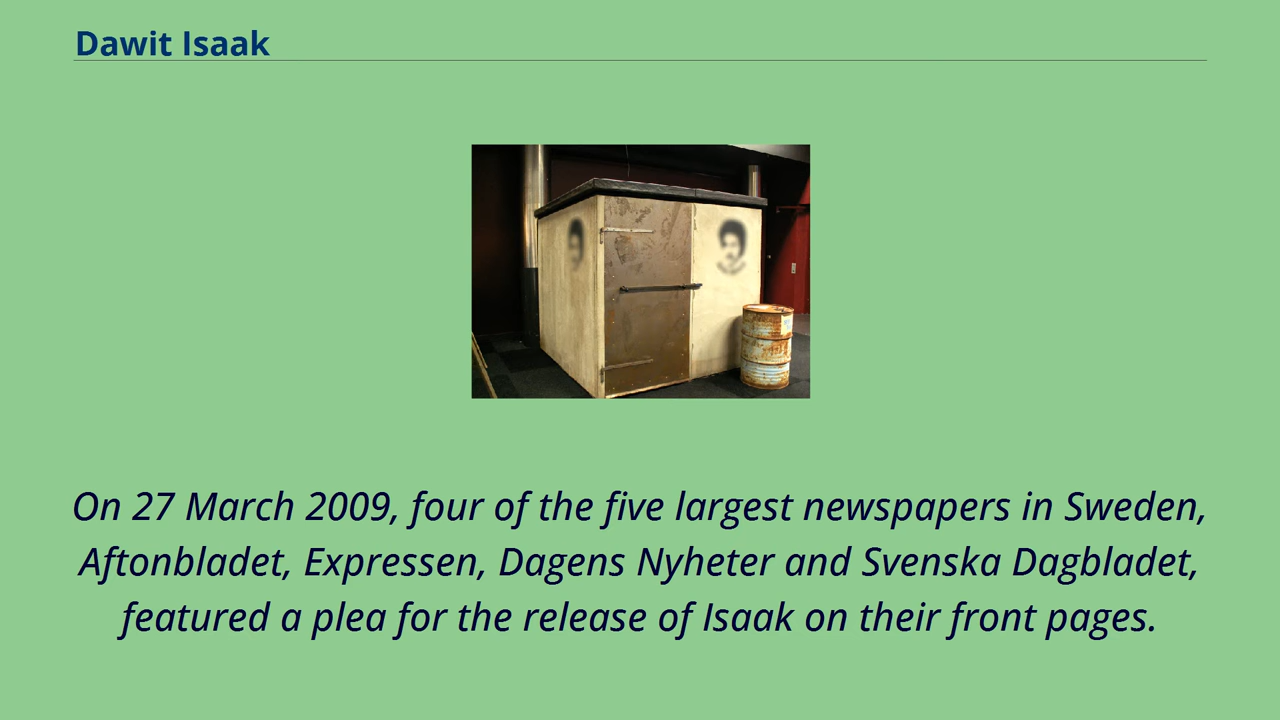 Dawit Isaak
On 27 March 2009, four of the five largest newspapers in Sweden,
Aftonbladet, Expressen, Dagens Nyheter and Svenska Dagbladet,
featured a plea for the release of Isaak on their front pages.